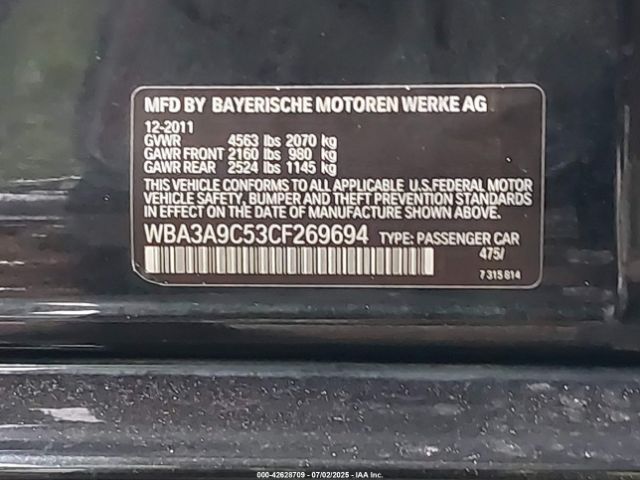 MFD BY BAYERISCHE MOTOREN WERKE AG
12-2011
GVWR 4563 lbs 2070 kg
GAWR FRONT 2160 lbs 980 kg
GAWR REAR 2524 lbs 1145 kg
THIS VEHICLE CONFORMS TO ALL APPLICABLE U.S.FEDERAL MOTOR
VEHICLE SAFETY, BUMPER AND THEFT PREVENTION STANDARDS
IN EFFECT ON THE DATE OF MANUFACTURE SHOWN ABOVE.
WBA3A9C53CF269694 TYPE: PASSENGER CAR
475/
7 315 814
000-42628709 - 07/02/2025 - IAA Inc.